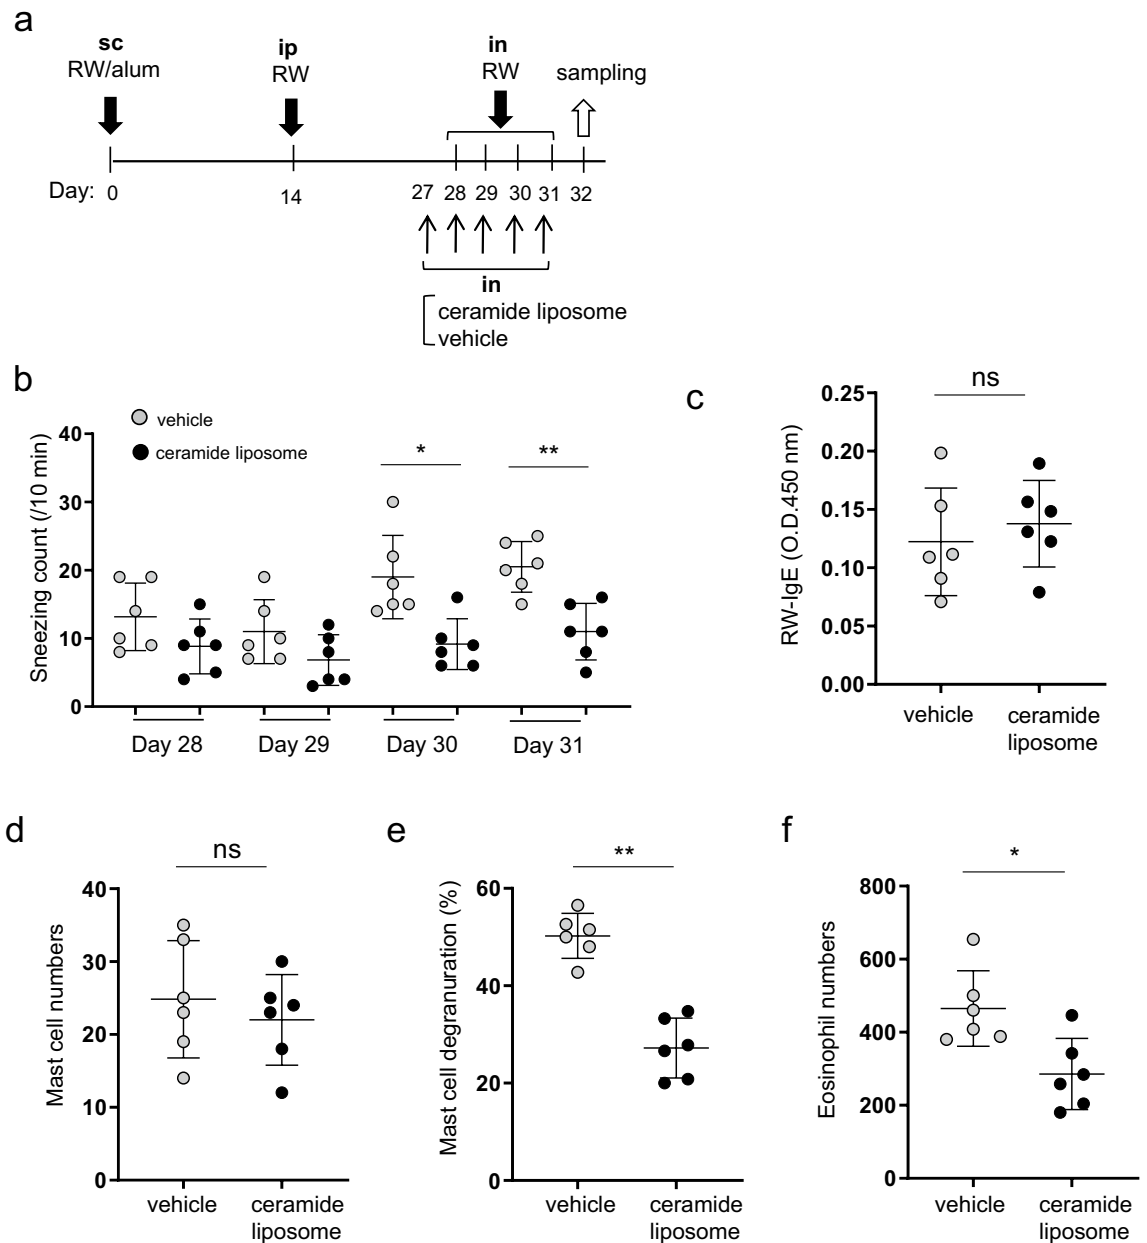 a
sc
RW/alum
ip
RW
in
RW
sampling
Day: 0 14 27 28 29 30 31 32
in
ceramide liposome
vehicle
b
vehicle
ceramide liposome
Sneezing count (/10 min)
40
30
20
10
0
*
**
Day 28 Day 29 Day 30 Day 31
c
ns
RW-IgE (O.D.450 nm)
0.25
0.20
0.15
0.10
0.05
0.00
vehicle ceramide
liposome
d
ns
Mast cell numbers
40
30
20
10
0
vehicle ceramide
liposome
e
**
Mast cell degranuration (%)
60
40
20
0
vehicle ceramide
liposome
f
*
Eosinophil numbers
800
600
400
200
0
vehicle ceramide
liposome